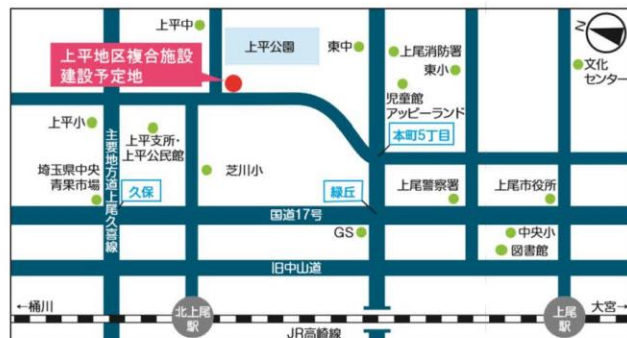 上平中
上平公園
東中
上尾消防署
東小
N
文化
センター
上平地区複合施設
建設予定地
児童館
アッピーランド
本町5丁目
上平小
上平支所・
上平公民館
主要地方道上尾久喜線
埼玉県中央
青果市場
芝川小
久保
緑丘
上尾警察署
上尾市役所
国道17号
GS
中央小
図書館
旧中山道
←桶川
北上尾
駅
上尾
駅
大宮→
JR高崎線